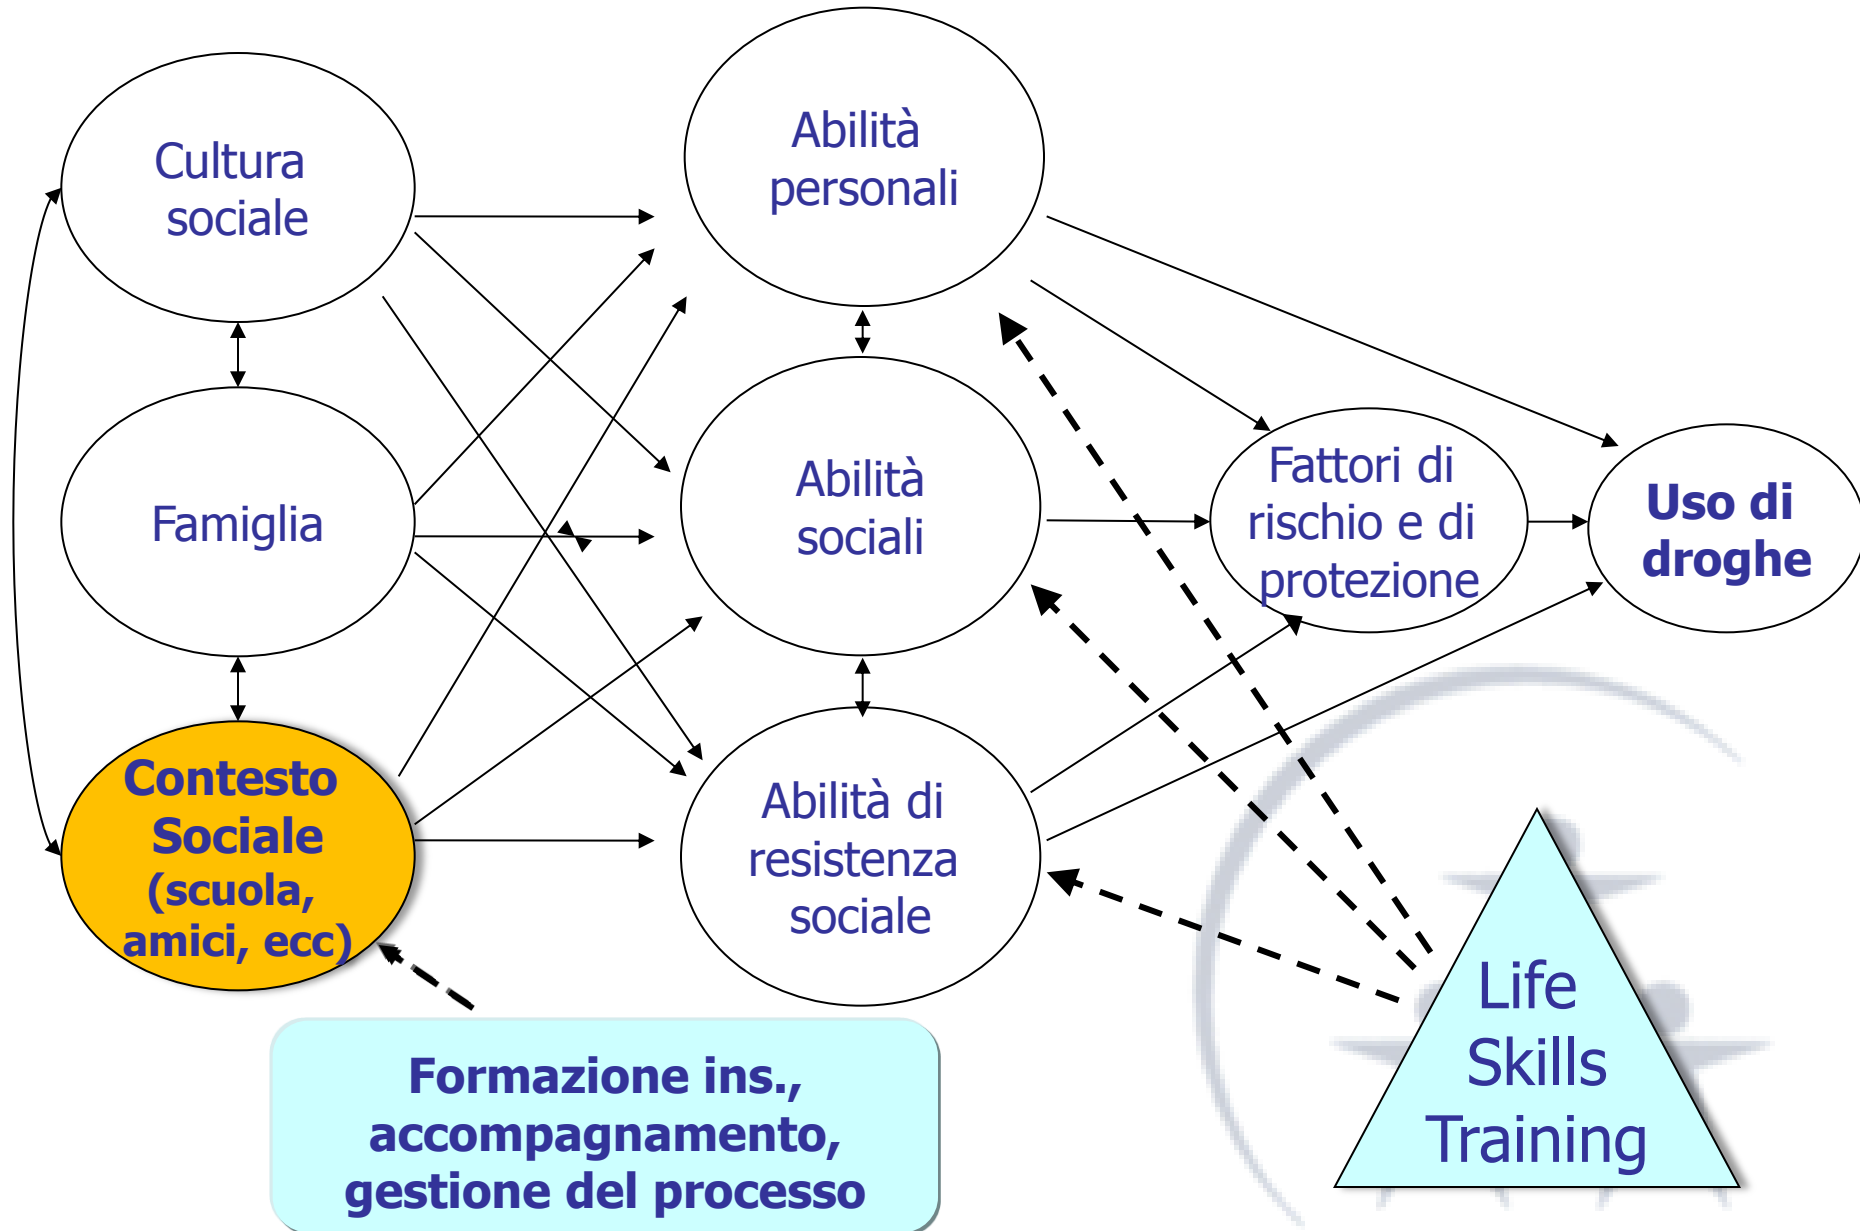 Cultura
sociale
Abilità
personali
Famiglia
Abilità
sociali
Fattori di
rischio e di
protezione
Uso di
droghe
Contesto
Sociale
(scuola,
amici, ecc)
Abilità di
resistenza
sociale
Formazione ins.,
accompagnamento,
gestione del processo
Life
Skills
Training